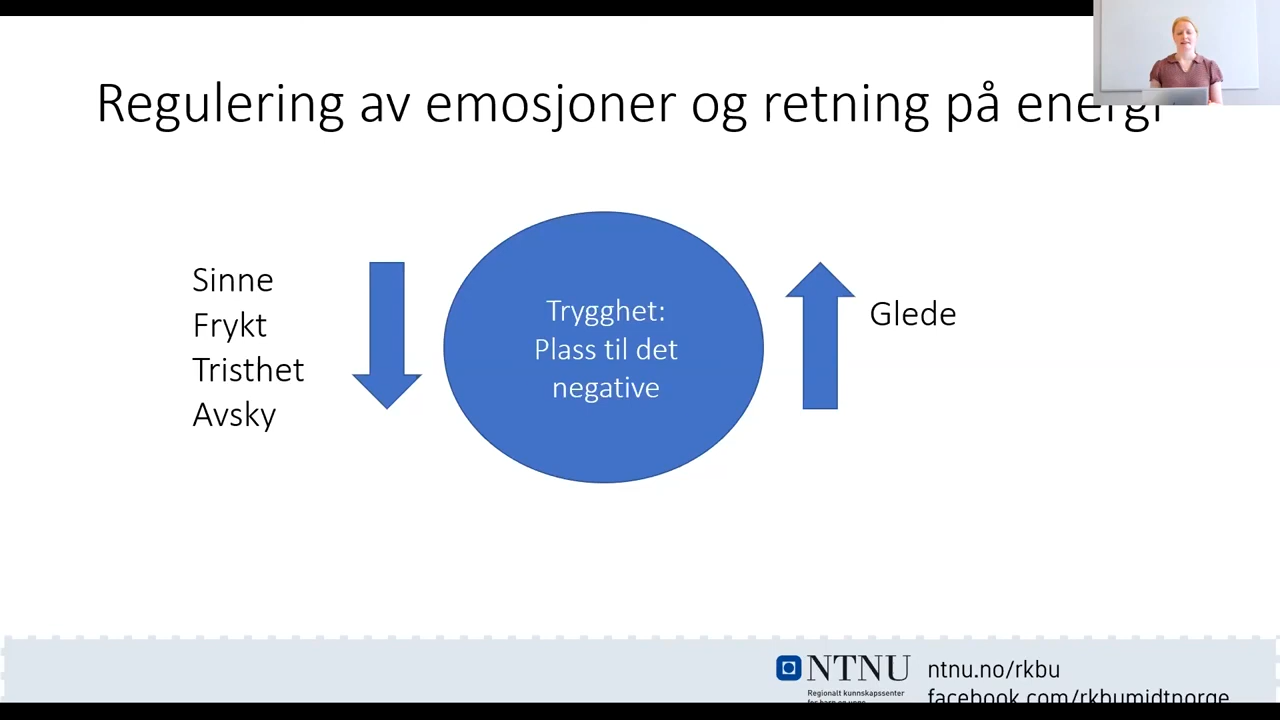 Regulering av emosjoner og retning på energi
Sinne
Frykt
Tristhet
Avsky
Trygghet:
Plass til det
negative
Glede
NTNU
Regionalt kunnskapssenter
for barn og unge
ntnu.no/rkbu
facebook.com/rkbumidtnorge